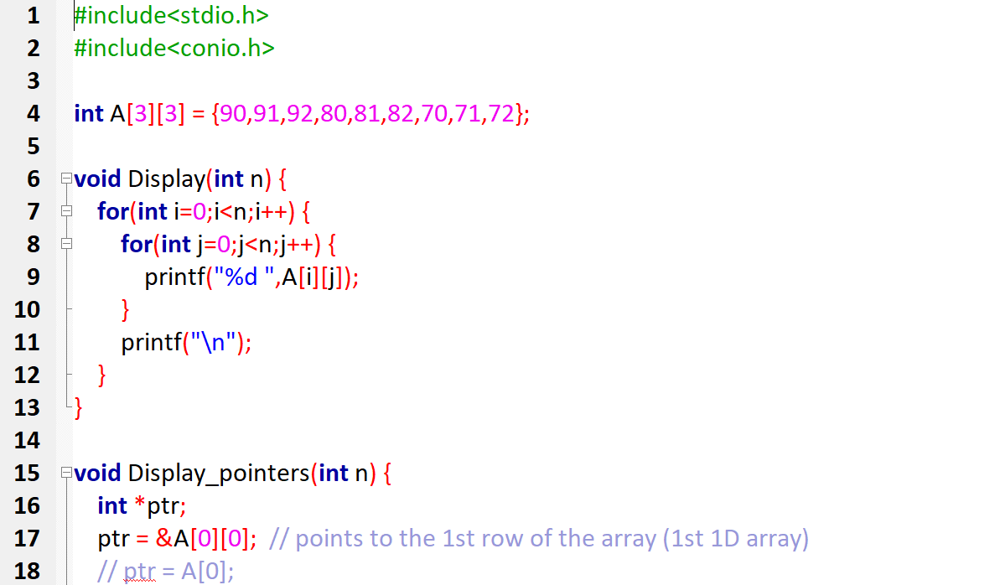 1 #include<stdio.h>
2 #include<conio.h>
3
4 int A[3][3] = {90,91,92,80,81,82,70,71,72};
5
6 void Display(int n) {
7 for(int i=0;i<n;i++) {
8 for(int j=0;j<n;j++) {
9 printf("%d ",A[i][j]);
10 }
11 printf("\n");
12 }
13 }
14
15 void Display_pointers(int n) {
16 int *ptr;
17 ptr = &A[0][0]; // points to the 1st row of the array (1st 1D array)
18 // ptr = A[0];